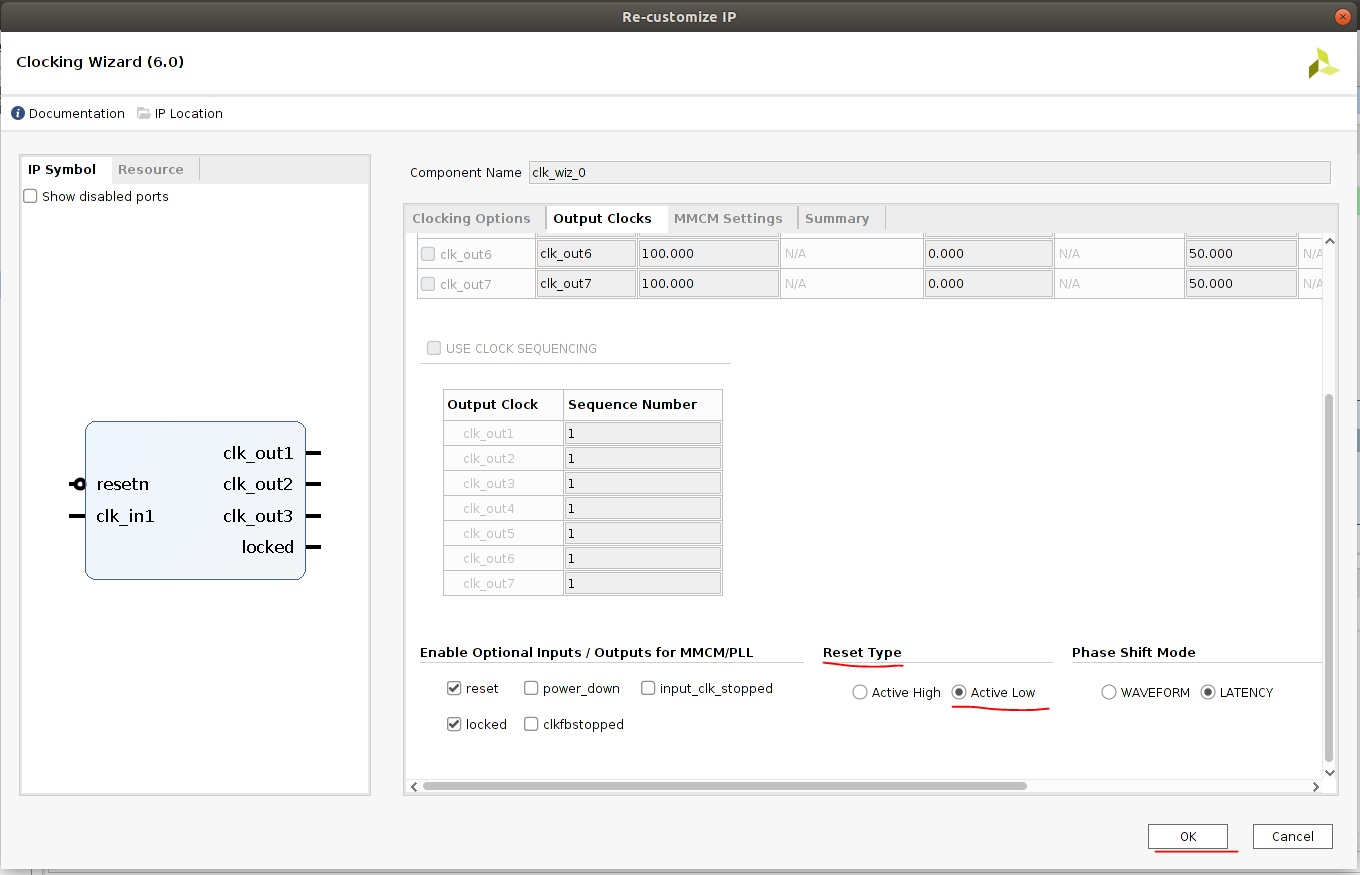 Re-customize IP
Clocking Wizard (6.0)
Documentation IP Location
IP Symbol Resource
Show disabled ports
resetn
clk_in1
clk_out1
clk_out2
clk_out3
locked
Component Name clk_wiz_0
Clocking Options Output Clocks MMCM Settings Summary
clk_out6 clk_out6 100.000 N/A 0.000 N/A 50.000 N/A
clk_out7 clk_out7 100.000 N/A 0.000 N/A 50.000 N/A
USE CLOCK SEQUENCING
Output Clock Sequence Number
clk_out1 1
clk_out2 1
clk_out3 1
clk_out4 1
clk_out5 1
clk_out6 1
clk_out7 1
Enable Optional Inputs / Outputs for MMCM/PLL Reset Type Phase Shift Mode
reset power_down input_clk_stopped Active High Active Low WAVEFORM LATENCY
locked clkfbstopped
OK Cancel